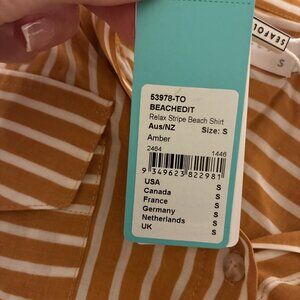 SEAFOL
S
53978-TO
BEACHEDIT
Relax Stripe Beach Shirt
Aus/NZ Size: S
Amber
2464 1446
9 349623 822981
USA S
Canada S
France S
Germany S
Netherlands S
UK S